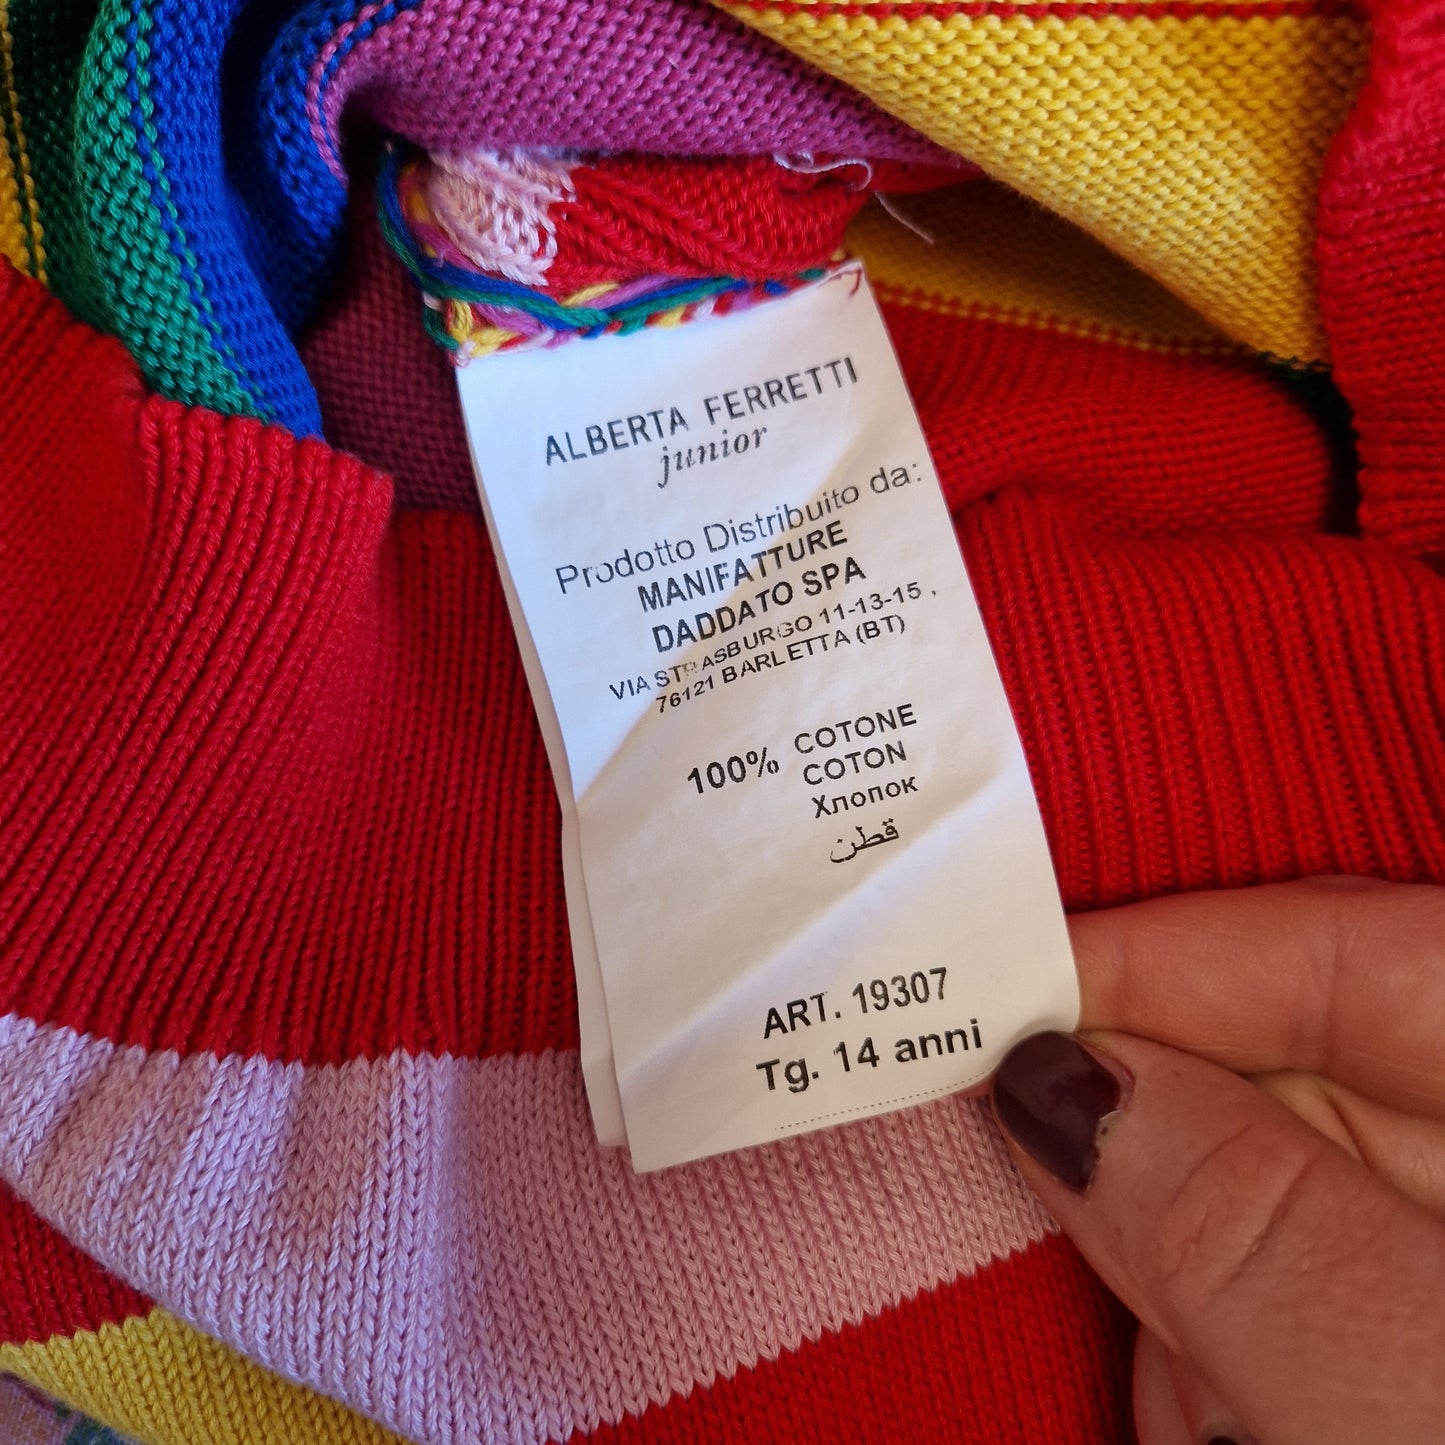 ALBERTA FERRETTI
junior
Prodotto Distribuito da:
MANIFATTURE
DADDATO SPA
VIA STRASBURGO 11-13-15 ,
76121 BARLETTA (BT)
100% COTONE
COTON
Хлопок
قطن
ART. 19307
Tg. 14 anni